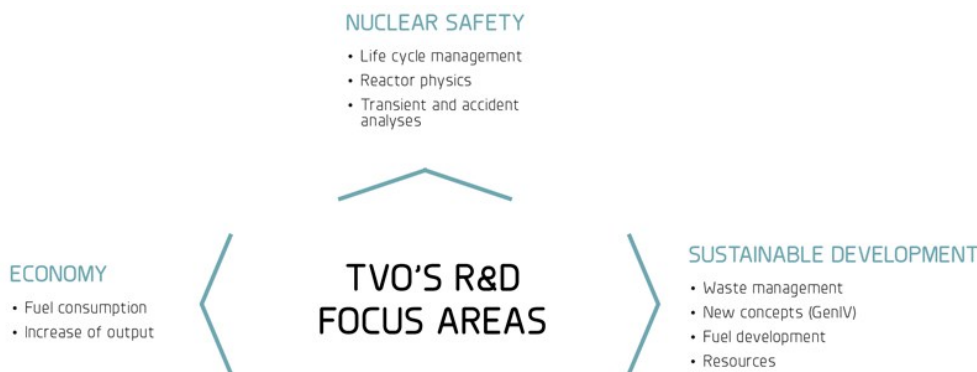 NUCLEAR SAFETY
• Life cycle management
• Reactor physics
• Transient and accident
analyses
ECONOMY
• Fuel consumption
• Increase of output
TVO'S R&D
FOCUS AREAS
SUSTAINABLE DEVELOPMENT
• Waste management
• New concepts (GenIV)
• Fuel development
• Resources